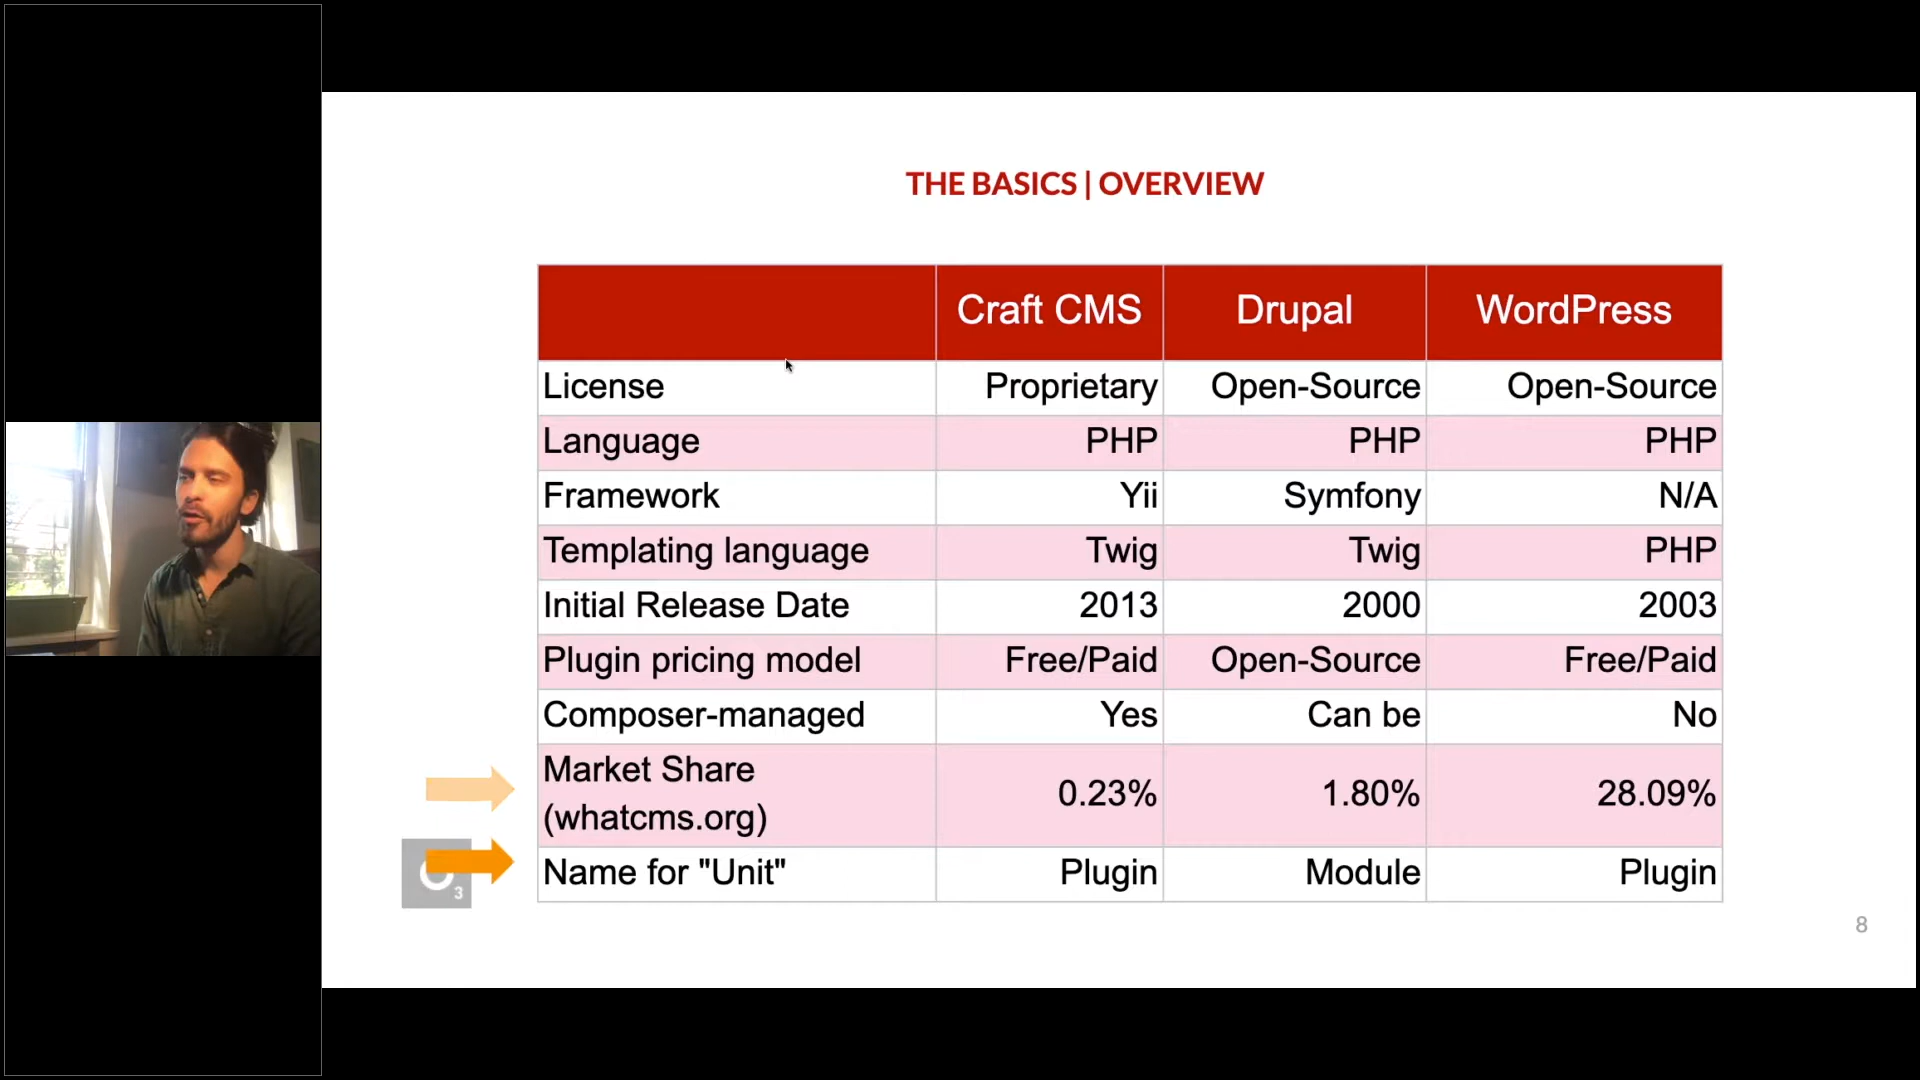 THE BASICS | OVERVIEW
Craft CMS Drupal WordPress
License Proprietary Open-Source Open-Source
Language PHP PHP PHP
Framework Yii Symfony N/A
Templating language Twig Twig PHP
Initial Release Date 2013 2000 2003
Plugin pricing model Free/Paid Open-Source Free/Paid
Composer-managed Yes Can be No
Market Share
(whatcms.org) 0.23% 1.80% 28.09%
Name for "Unit" Plugin Module Plugin
3
8